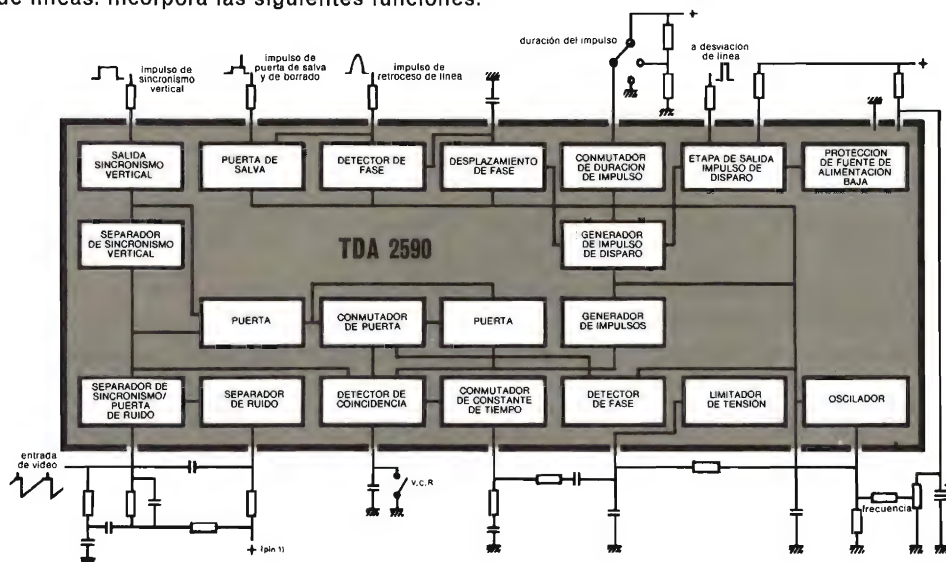 de líneas. Incorpora las siguientes funciones:
duración del impulso
+
impulso de
sincronismo
vertical
impulso de
puerta de salva
y de borrado
impulso de
retroceso de línea
a desviación
de línea
+
SALIDA
SINCRONISMO
VERTICAL
PUERTA DE
SALVA
DETECTOR DE
FASE
DESPLAZAMIENTO
DE FASE
CONMUTADOR
DE DURACION
DE IMPULSO
ETAPA DE SALIDA
IMPULSO DE
DISPARO
PROTECCION
DE FUENTE DE
ALIMENTACION
BAJA
SEPARADOR
DE SINCRONISMO
VERTICAL
TDA 2590
GENERADOR
DE IMPULSO
DE DISPARO
PUERTA
CONMUTADOR
DE PUERTA
PUERTA
GENERADOR
DE IMPULSOS
SEPARADOR DE
SINCRONISMO/
PUERTA
DE RUIDO
SEPARADOR
DE RUIDO
DETECTOR DE
COINCIDENCIA
CONMUTADOR
DE CONSTANTE
DE TIEMPO
DETECTOR
DE FASE
LIMITADOR
DE TENSION
OSCILADOR
entrada
de video
V.C.R
frecuencia
+ (pin 1)